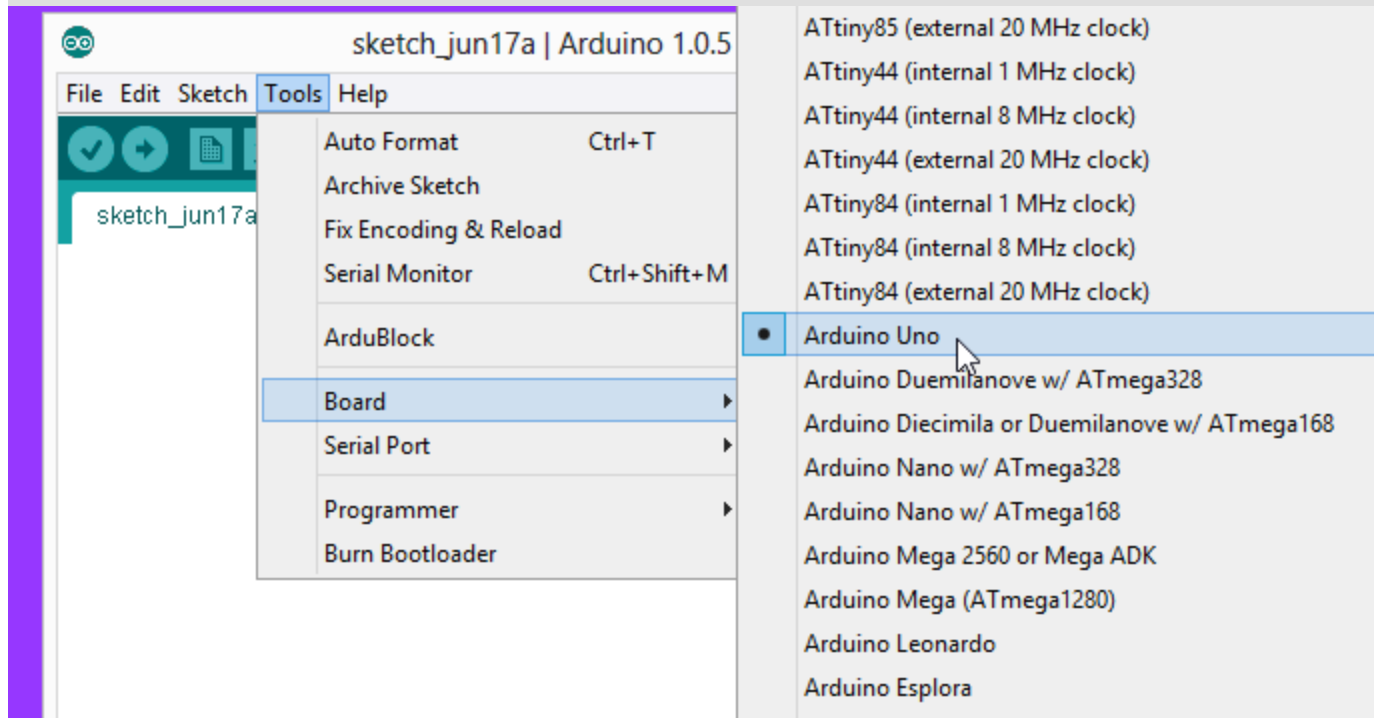 sketch_jun17a | Arduino 1.0.5
File Edit Sketch Tools Help
sketch_jun17a
Auto Format Ctrl+T
Archive Sketch
Fix Encoding & Reload
Serial Monitor Ctrl+Shift+M
ArduBlock
Board
Serial Port
Programmer
Burn Bootloader
ATtiny85 (external 20 MHz clock)
ATtiny44 (internal 1 MHz clock)
ATtiny44 (internal 8 MHz clock)
ATtiny44 (external 20 MHz clock)
ATtiny84 (internal 1 MHz clock)
ATtiny84 (internal 8 MHz clock)
ATtiny84 (external 20 MHz clock)
Arduino Uno
Arduino Duemilanove w/ ATmega328
Arduino Diecimila or Duemilanove w/ ATmega168
Arduino Nano w/ ATmega328
Arduino Nano w/ ATmega168
Arduino Mega 2560 or Mega ADK
Arduino Mega (ATmega1280)
Arduino Leonardo
Arduino Esplora